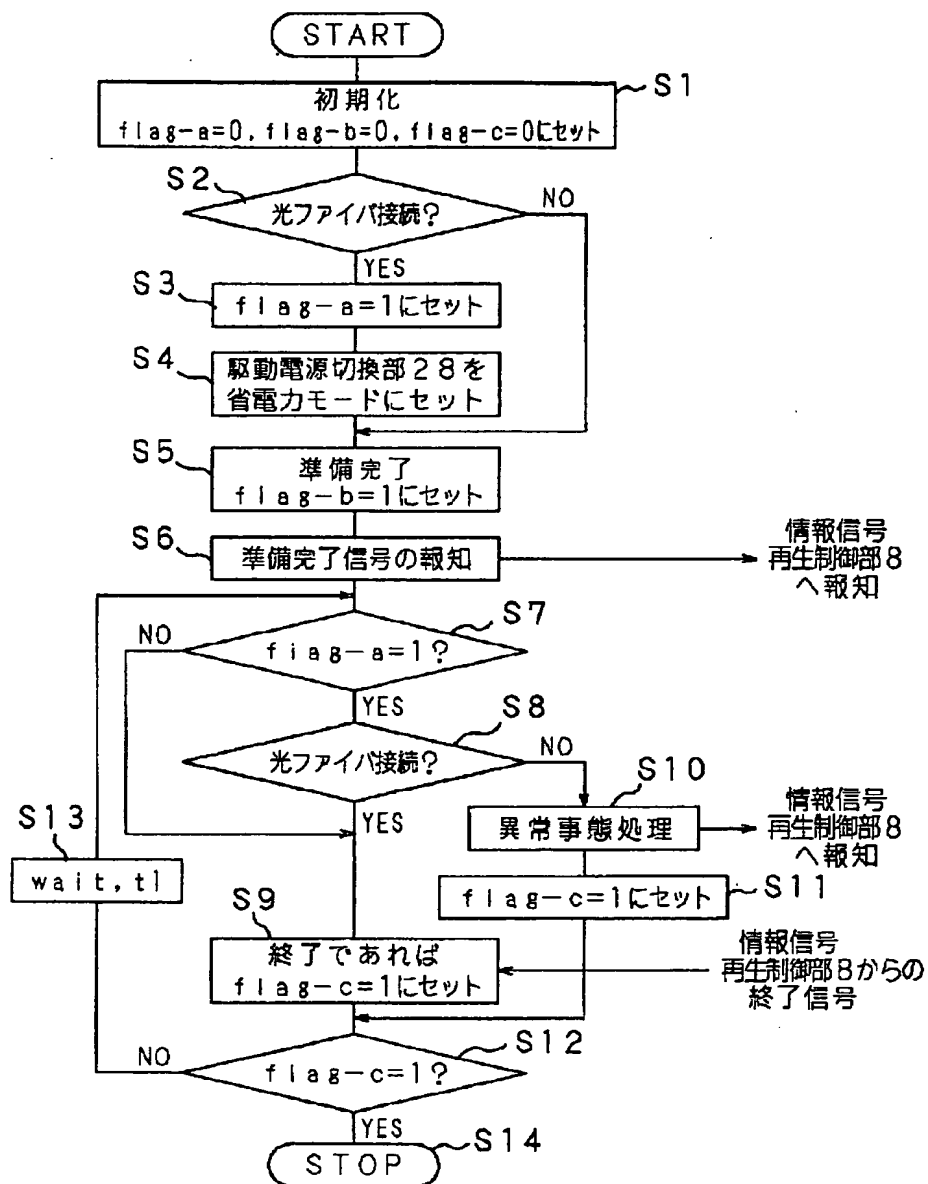 START
S1
初期化
flag-a=0, flag-b=0, flag-c=0にセット
S2
光ファイバ接続?
NO
YES
S3
flag-a=1にセット
S4
駆動電源切換部28を
省電力モードにセット
S5
準備完了
flag-b=1にセット
S6
準備完了信号の報知
情報信号
再生制御部8
へ報知
S7
NO
flag-a=1?
YES
S8
光ファイバ接続?
NO
YES
S10
異常事態処理
情報信号
再生制御部8
へ報知
S13
wait,t1
S11
flag-c=1にセット
S9
終了であれば
flag-c=1にセット
情報信号
再生制御部8からの
終了信号
S12
NO
flag-c=1?
YES
S14
STOP